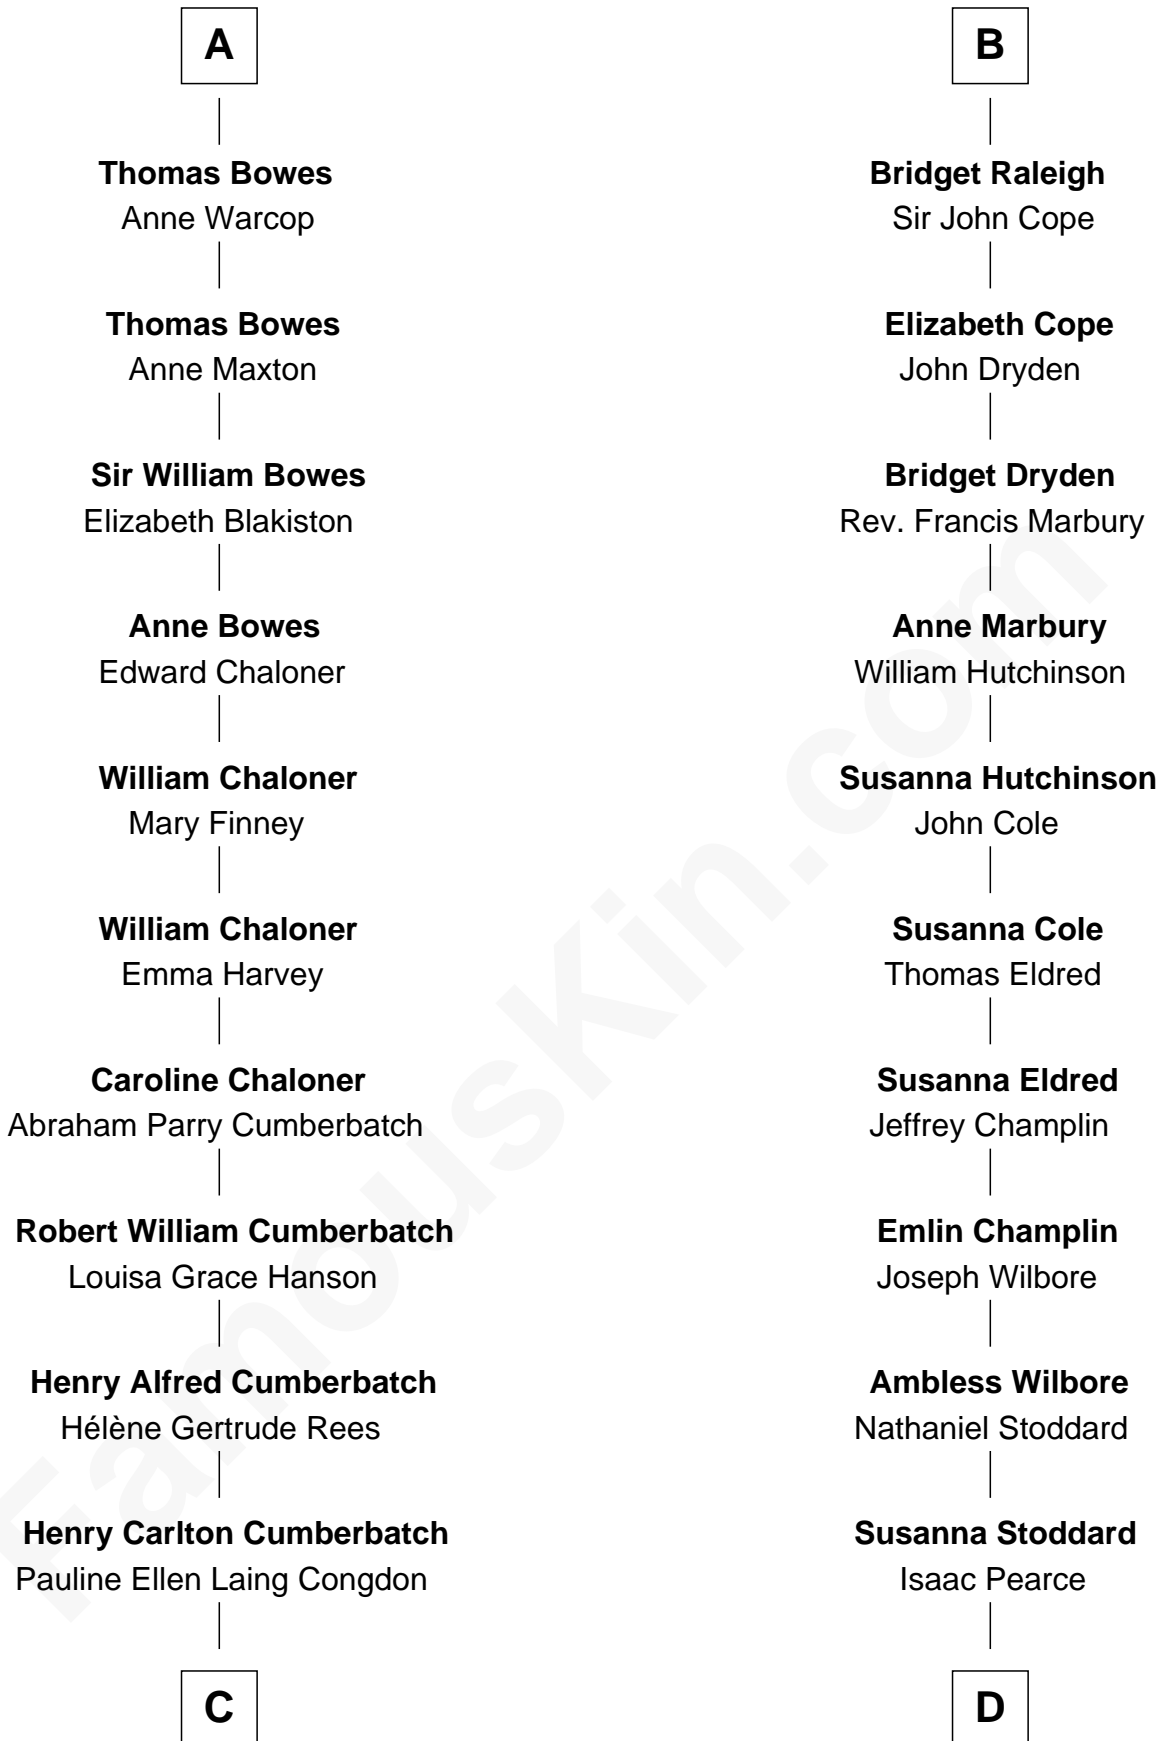 A
Thomas Bowes
Anne Warcop
Thomas Bowes
Anne Maxton
Sir William Bowes
Elizabeth Blakiston
Anne Bowes
Edward Chaloner
William Chaloner
Mary Finney
William Chaloner
Emma Harvey
Caroline Chaloner
Abraham Parry Cumberbatch
Robert William Cumberbatch
Louisa Grace Hanson
Henry Alfred Cumberbatch
Hélène Gertrude Rees
Henry Carlton Cumberbatch
Pauline Ellen Laing Congdon
C
B
Bridget Raleigh
Sir John Cope
Elizabeth Cope
John Dryden
Bridget Dryden
Rev. Francis Marbury
Anne Marbury
William Hutchinson
Susanna Hutchinson
John Cole
Susanna Cole
Thomas Eldred
Susanna Eldred
Jeffrey Champlin
Emlin Champlin
Joseph Wilbore
Ambless Wilbore
Nathaniel Stoddard
Susanna Stoddard
Isaac Pearce
D
FamousKin.com